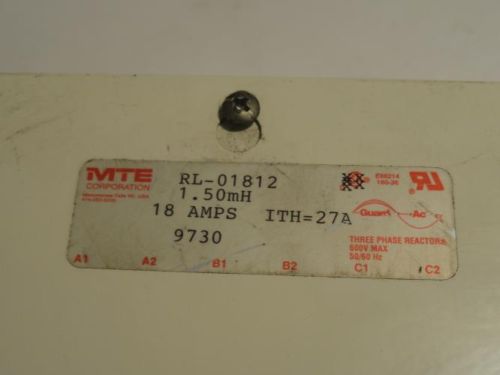 MTE
CORPORATION
RL-01812
1.50mH
18 AMPS ITH=27A
9730
Guard Ac
THREE PHASE REACTOR
600V MAX
50/60 Hz
A1 A2 B1 B2 C1 C2